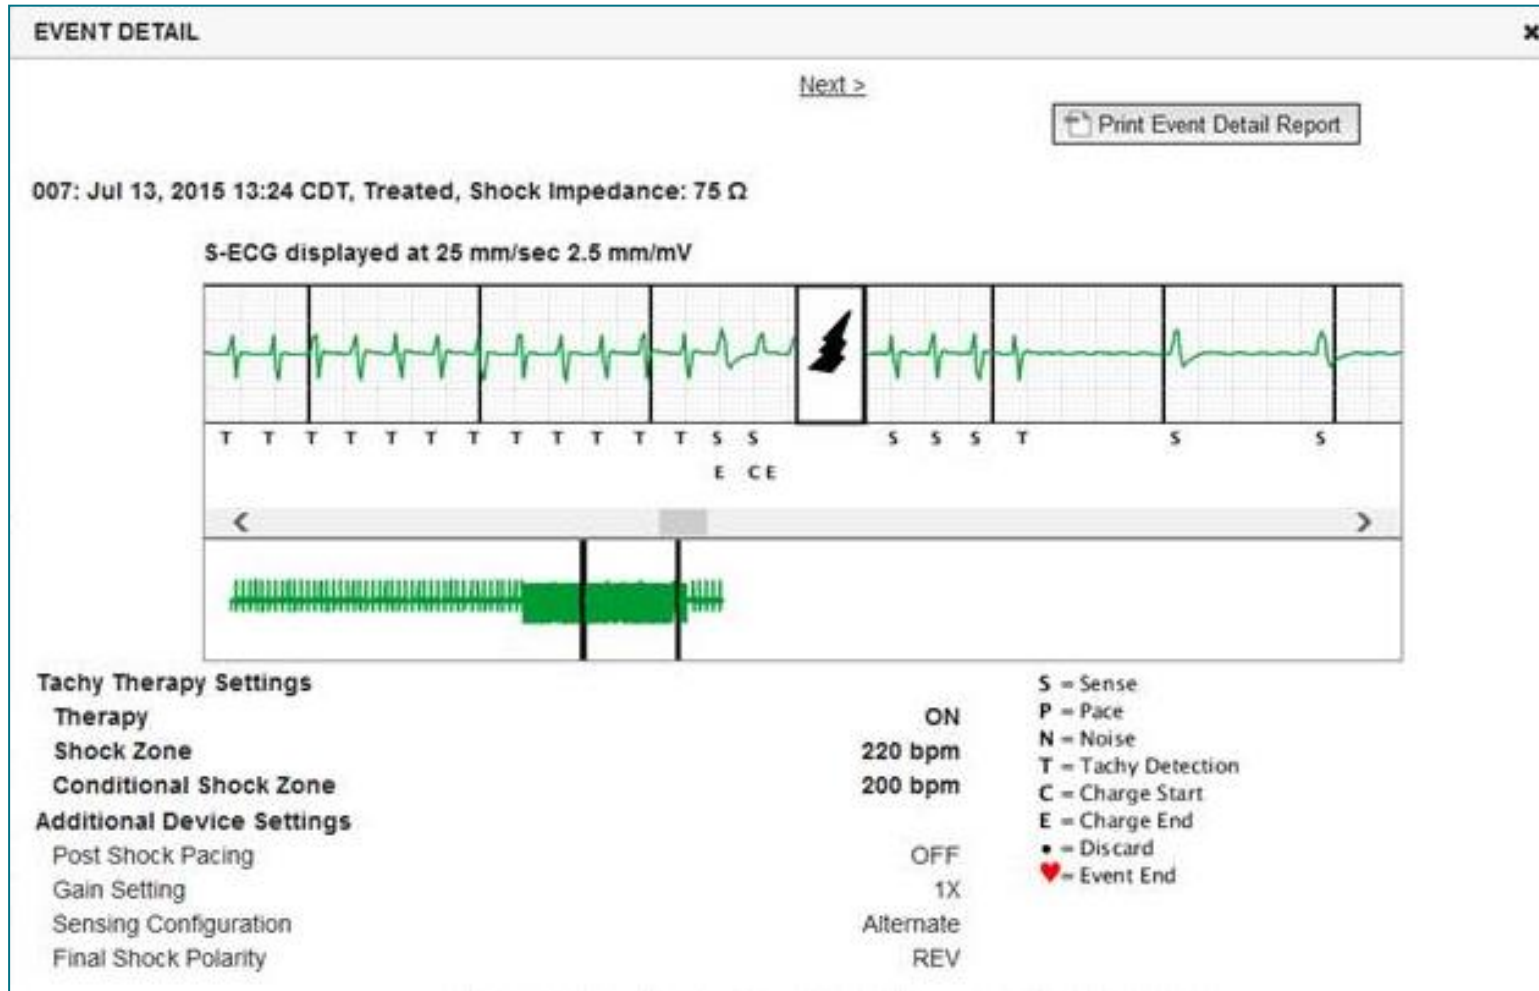 EVENT DETAIL ×
Next >
Print Event Detail Report
007: Jul 13, 2015 13:24 CDT, Treated, Shock Impedance: 75 Ω
S-ECG displayed at 25 mm/sec 2.5 mm/mV
T T T T T T T T T T T T S S S S S T S S
E C E
< >
Tachy Therapy Settings
Therapy ON
Shock Zone 220 bpm
Conditional Shock Zone 200 bpm
Additional Device Settings
Post Shock Pacing OFF
Gain Setting 1X
Sensing Configuration Alternate
Final Shock Polarity REV
S = Sense
P = Pace
N = Noise
T = Tachy Detection
C = Charge Start
E = Charge End
• = Discard
♥= Event End